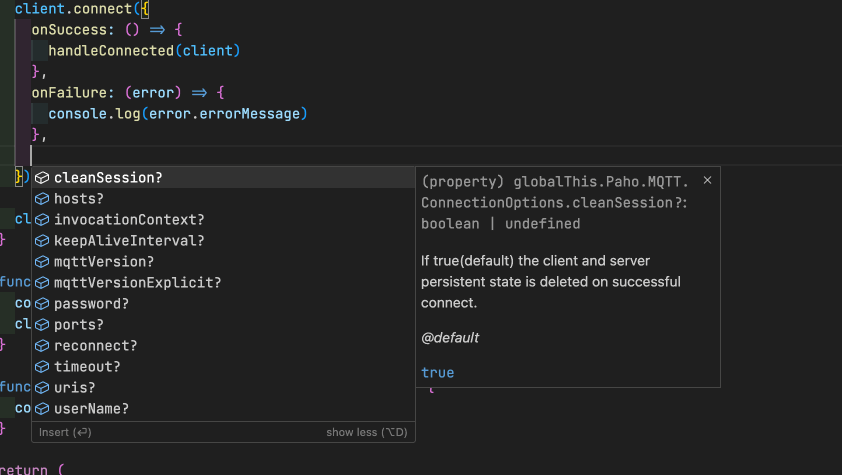 client.connect({
onSuccess: () => {
handleConnected(client)
},
onFailure: (error) => {
console.log(error.errorMessage)
},
})
cleanSession?
hosts?
invocationContext?
keepAliveInterval?
mqttVersion?
mqttVersionExplicit?
password?
ports?
reconnect?
timeout?
uris?
userName?
Insert (⏎)
show less (⌥D)
(property) globalThis.Paho.MQTT.
ConnectionOptions.cleanSession?:
boolean | undefined
If true(default) the client and server
persistent state is deleted on successful
connect.
@default
true
cl
}
func
co
cl
}
func
{
co
}
return (